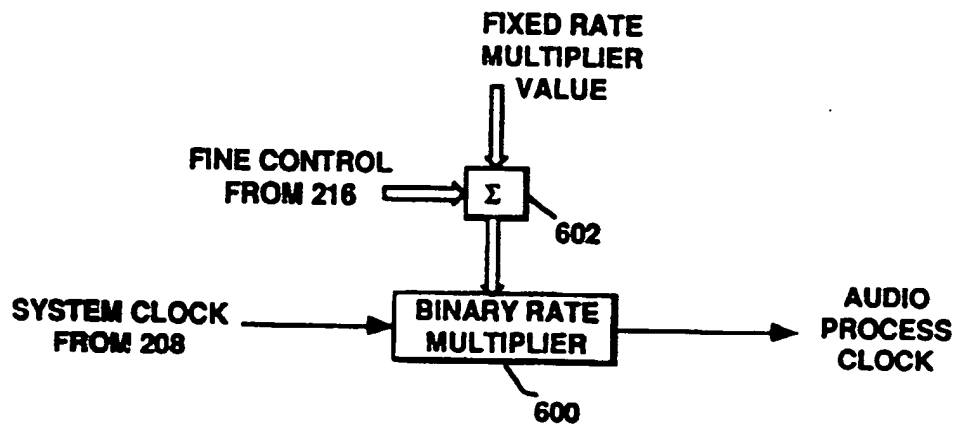 FIXED RATE
MULTIPLIER
VALUE
FINE CONTROL
FROM 216
Σ
602
SYSTEM CLOCK
FROM 208
BINARY RATE
MULTIPLIER
AUDIO
PROCESS
CLOCK
600